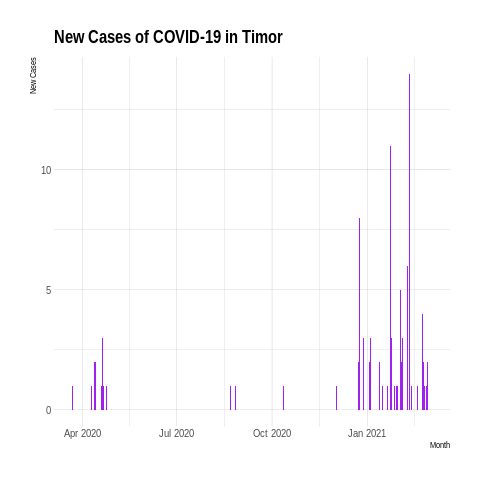 New Cases of COVID-19 in Timor
New Cases
10
5
0
Apr 2020
Jul 2020
Oct 2020
Jan 2021
Month